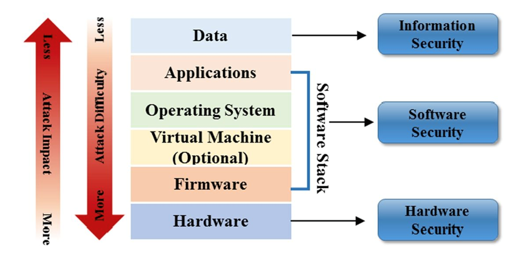 Less
Attack Impact
More
Less
Attack Difficulty
More
Data
Applications
Operating System
Virtual Machine
(Optional)
Firmware
Hardware
Software Stack
Information
Security
Software
Security
Hardware
Security